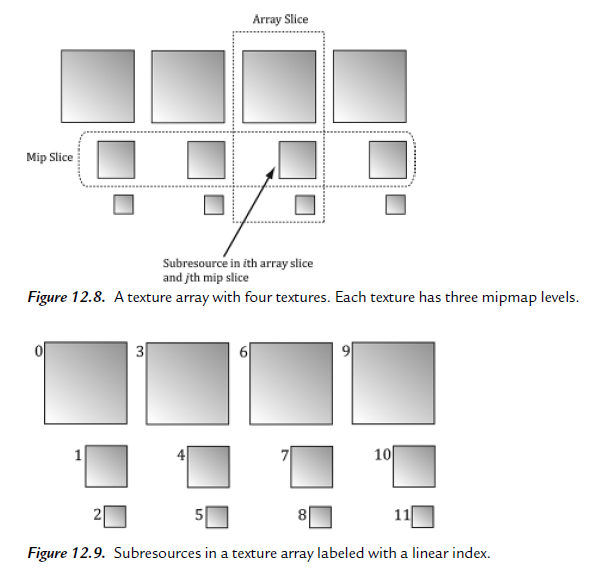 Array Slice
Mip Slice
Subresource in ith array slice
and jth mip slice
Figure 12.8. A texture array with four textures. Each texture has three mipmap levels.
0 3 6 9
1 4 7 10
2 5 8 11
Figure 12.9. Subresources in a texture array labeled with a linear index.